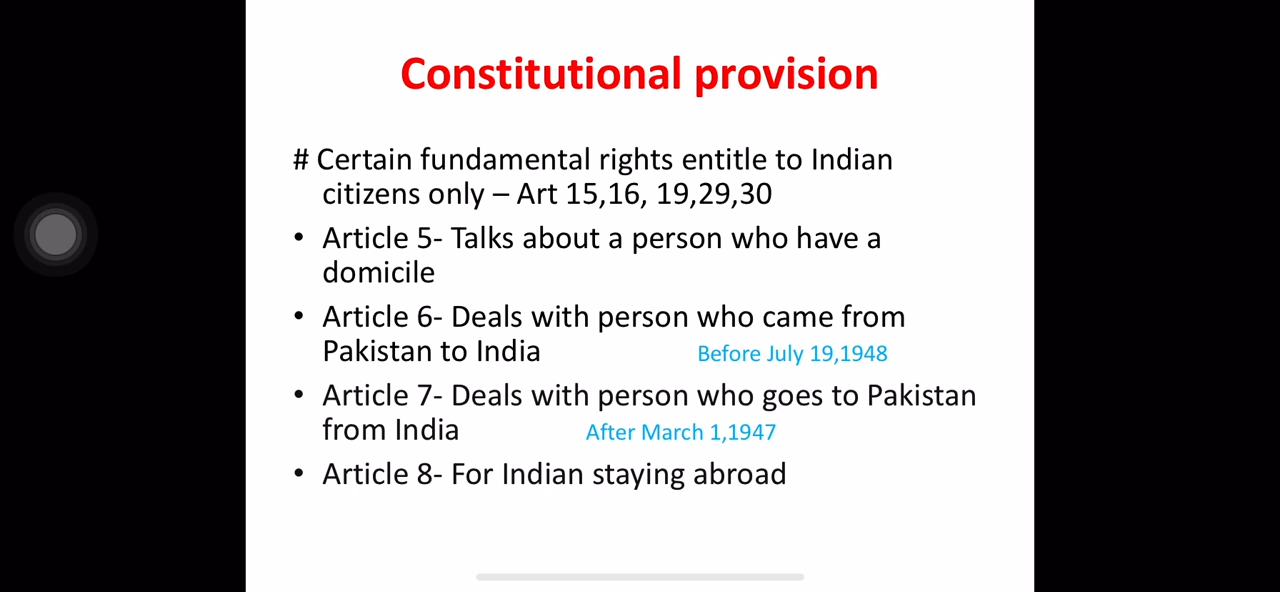 Constitutional provision
# Certain fundamental rights entitle to Indian
citizens only – Art 15,16, 19,29,30
• Article 5- Talks about a person who have a
domicile
• Article 6- Deals with person who came from
Pakistan to India Before July 19,1948
• Article 7- Deals with person who goes to Pakistan
from India After March 1,1947
• Article 8- For Indian staying abroad